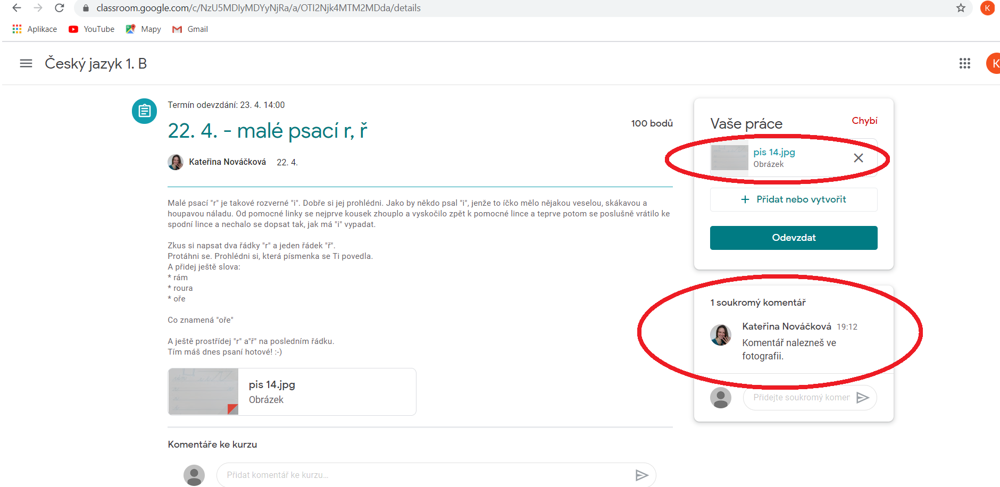 classroom.google.com/c/NzU5MDIyMDYyNjRa/a/OTI2Njk4MTM2MDda/details
K
Aplikace YouTube Mapy Gmail
Český jazyk 1. B
K
Termín odevzdání: 23. 4. 14:00
22. 4. - malé psací r, ř
100 bodů
Kateřina Nováčková 22. 4.
Malé psací "r" je takové rozverné "i". Dobře si jej prohlédni. Jako by někdo psal "i", jenže to íčko mělo nějakou veselou, skákavou a
houpavou náladu. Od pomocné linky se nejprve kousek zhouplo a vyskočilo zpět k pomocné lince a teprve potom se poslušně vrátilo ke
spodní lince a nechalo se dopsat tak, jak má "i" vypadat.
Zkus si napsat dva řádky "r" a jeden řádek "ř".
Protáhni se. Prohlédni si, která písmenka se Ti povedla.
A přidej ještě slova:
* rám
* roura
* oře
Co znamená "oře"
A ještě prostřídej "r" a"ř" na posledním řádku.
Tím máš dnes psaní hotové! :-)
pis 14.jpg
Obrázek
Komentáře ke kurzu
Přidat komentář ke kurzu...
Vaše práce
Chybí
pis 14.jpg
Obrázek
+ Přidat nebo vytvořit
Odevzdat
1 soukromý komentář
Kateřina Nováčková 19:12
Komentář nalezneš ve
fotografii.
Přidejte soukromý komen